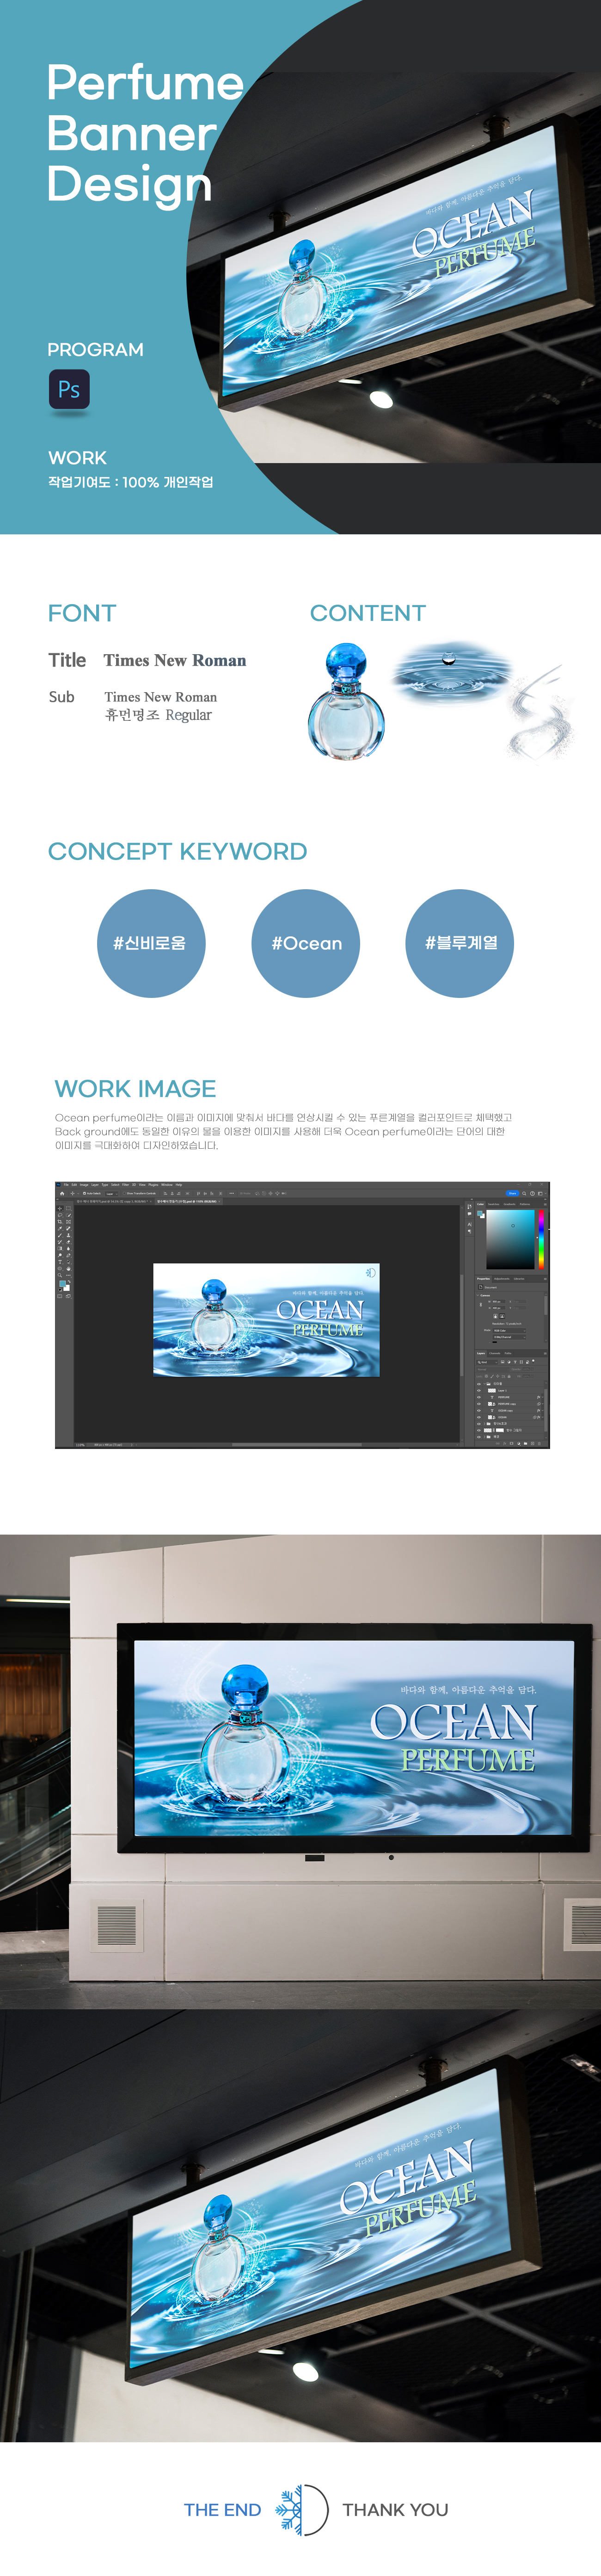 Perfume
Banner
Design
바다와 함께, 아름다운 추억을 담다.
OCEAN
PERFUME
PROGRAM
Ps
WORK
작업기여도 : 100% 개인작업
FONT
CONTENT
Title Times New Roman
Sub Times New Roman
휴먼명조 Regular
CONCEPT KEYWORD
#신비로움
#Ocean
#블루계열
WORK IMAGE
Ocean perfume이라는 이름과 이미지에 맞춰서 바다를 연상시킬 수 있는 푸른계열을 컬러포인트로 채택했고
Back ground에도 동일한 이유의 물을 이용한 이미지를 사용해 더욱 Ocean perfume이라는 단어의 대한
이미지를 극대화하여 디자인하였습니다.
바다와 함께, 아름다운 추억을 담다.
OCEAN
PERFUME
바다와 함께, 아름다운 추억을 담다.
OCEAN
PERFUME
바다와 함께, 아름다운 추억을 담다.
OCEAN
PERFUME
THE END
THANK YOU